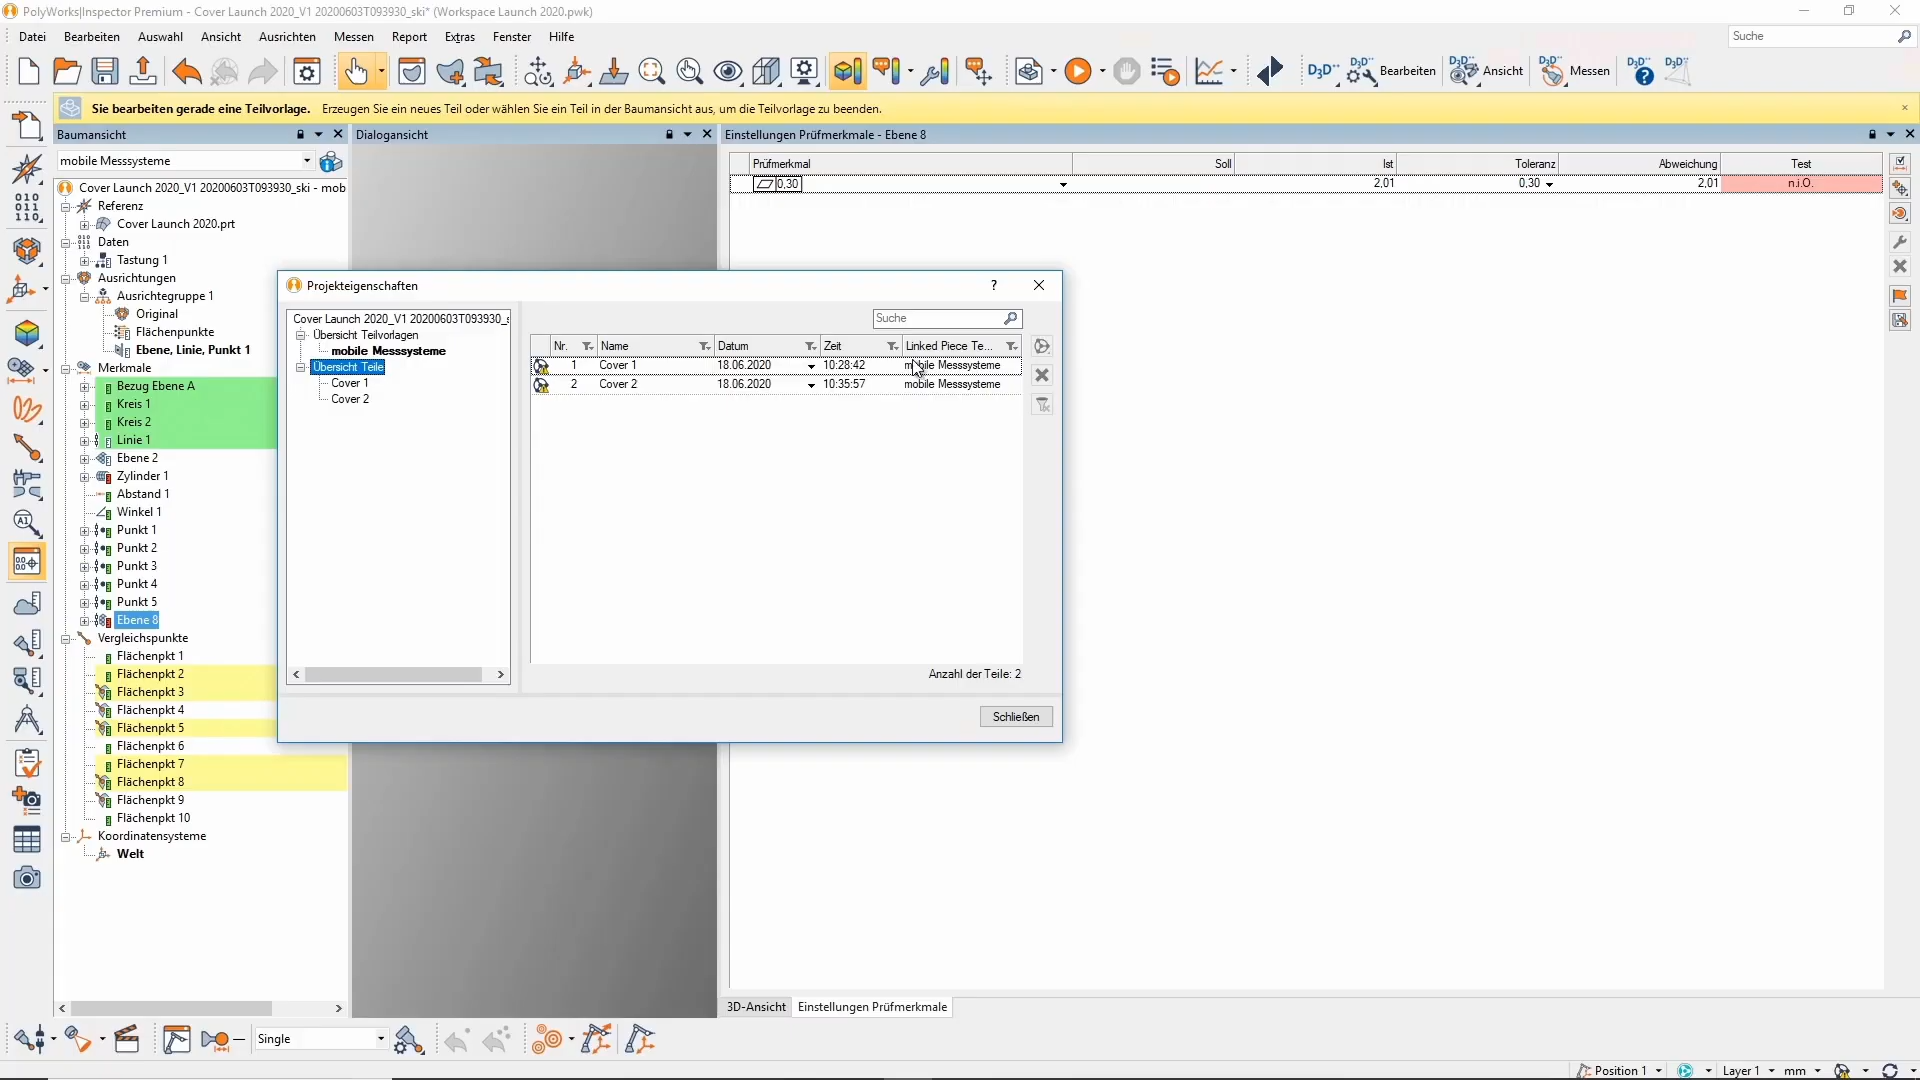 PolyWorks|Inspector Premium - Cover Launch 2020_V1 20200603T093930_ski* (Workspace Launch 2020.pwk)
Datei Bearbeiten Auswahl Ansicht Ausrichten Messen Report Extras Fenster Hilfe Suche
Bearbeiten Ansicht Messen
Sie bearbeiten gerade eine Teilvorlage. Erzeugen Sie ein neues Teil oder wählen Sie ein Teil in der Baumansicht aus, um die Teilvorlage zu beenden.
Baumansicht
mobile Messsysteme
Cover Launch 2020_V1 20200603T093930_ski - mob
Referenz
Cover Launch 2020.prt
Daten
Tastung 1
Ausrichtungen
Ausrichtegruppe 1
Original
Flächenpunkte
Ebene, Linie, Punkt 1
Merkmale
Bezug Ebene A
Kreis 1
Kreis 2
Linie 1
Ebene 2
Zylinder 1
Abstand 1
Winkel 1
Punkt 1
Punkt 2
Punkt 3
Punkt 4
Punkt 5
Ebene 8
Vergleichspunkte
Flächenpkt 1
Flächenpkt 2
Flächenpkt 3
Flächenpkt 4
Flächenpkt 5
Flächenpkt 6
Flächenpkt 7
Flächenpkt 8
Flächenpkt 9
Flächenpkt 10
Koordinatensysteme
Welt
Dialogansicht
Einstellungen Prüfmerkmale - Ebene 8
Prüfmerkmal Soll Ist Toleranz Abweichung Test
0,30 2,01 0,30 2,01 n.i.O.
Projekteigenschaften
Cover Launch 2020_V1 20200603T093930_s
Übersicht Teilvorlagen
mobile Messsysteme
Übersicht Teile
Cover 1
Cover 2
Suche
Nr. Name Datum Zeit Linked Piece Te...
1 Cover 1 18.06.2020 10:28:42 mobile Messsysteme
2 Cover 2 18.06.2020 10:35:57 mobile Messsysteme
Anzahl der Teile: 2
Schließen
3D-Ansicht Einstellungen Prüfmerkmale
Single
Position 1 Layer 1 mm